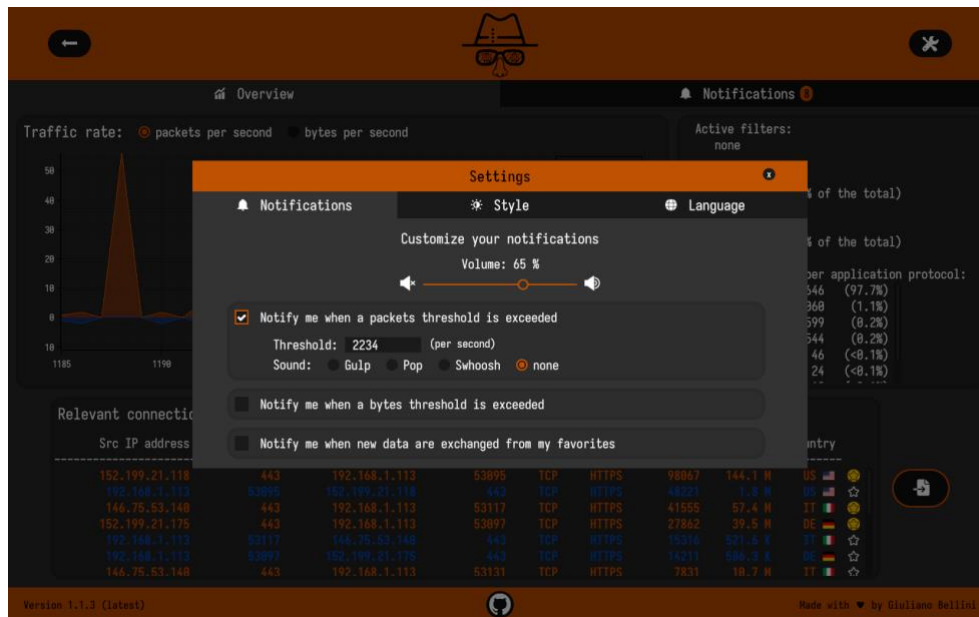 Overview
Notifications 8
Traffic rate: packets per second bytes per second
Active filters:
none
50
40
30
20
10
0
10
1185 1190
% of the total)
% of the total)
per application protocol:
(97.7%)
(1.1%)
(0.2%)
(0.2%)
46 (<0.1%)
24 (<0.1%)
Settings
x
Notifications Style Language
Customize your notifications
Volume: 65 %
Notify me when a packets threshold is exceeded
Threshold: 2234 (per second)
Sound: Gulp Pop Swhoosh none
Notify me when a bytes threshold is exceeded
Notify me when new data are exchanged from my favorites
Relevant connectio
Src IP address
untry
152.199.21.118 443 192.168.1.113 53095 TCP HTTPS 98067 144.1 M US
192.168.1.113 53095 152.199.21.118 443 TCP HTTPS 48221 1.8 M US
146.75.53.140 443 192.168.1.113 53117 TCP HTTPS 41555 57.4 M IT
152.199.21.175 443 192.168.1.113 53097 TCP HTTPS 27862 39.5 M DE
192.168.1.113 53117 146.75.53.140 443 TCP HTTPS 15316 521.6 K IT
192.168.1.113 53097 152.199.21.175 443 TCP HTTPS 14211 506.3 K DE
146.75.53.140 443 192.168.1.113 53131 TCP HTTPS 7831 10.7 M IT
Version 1.1.3 (latest)
Made with ♥ by Giuliano Bellini